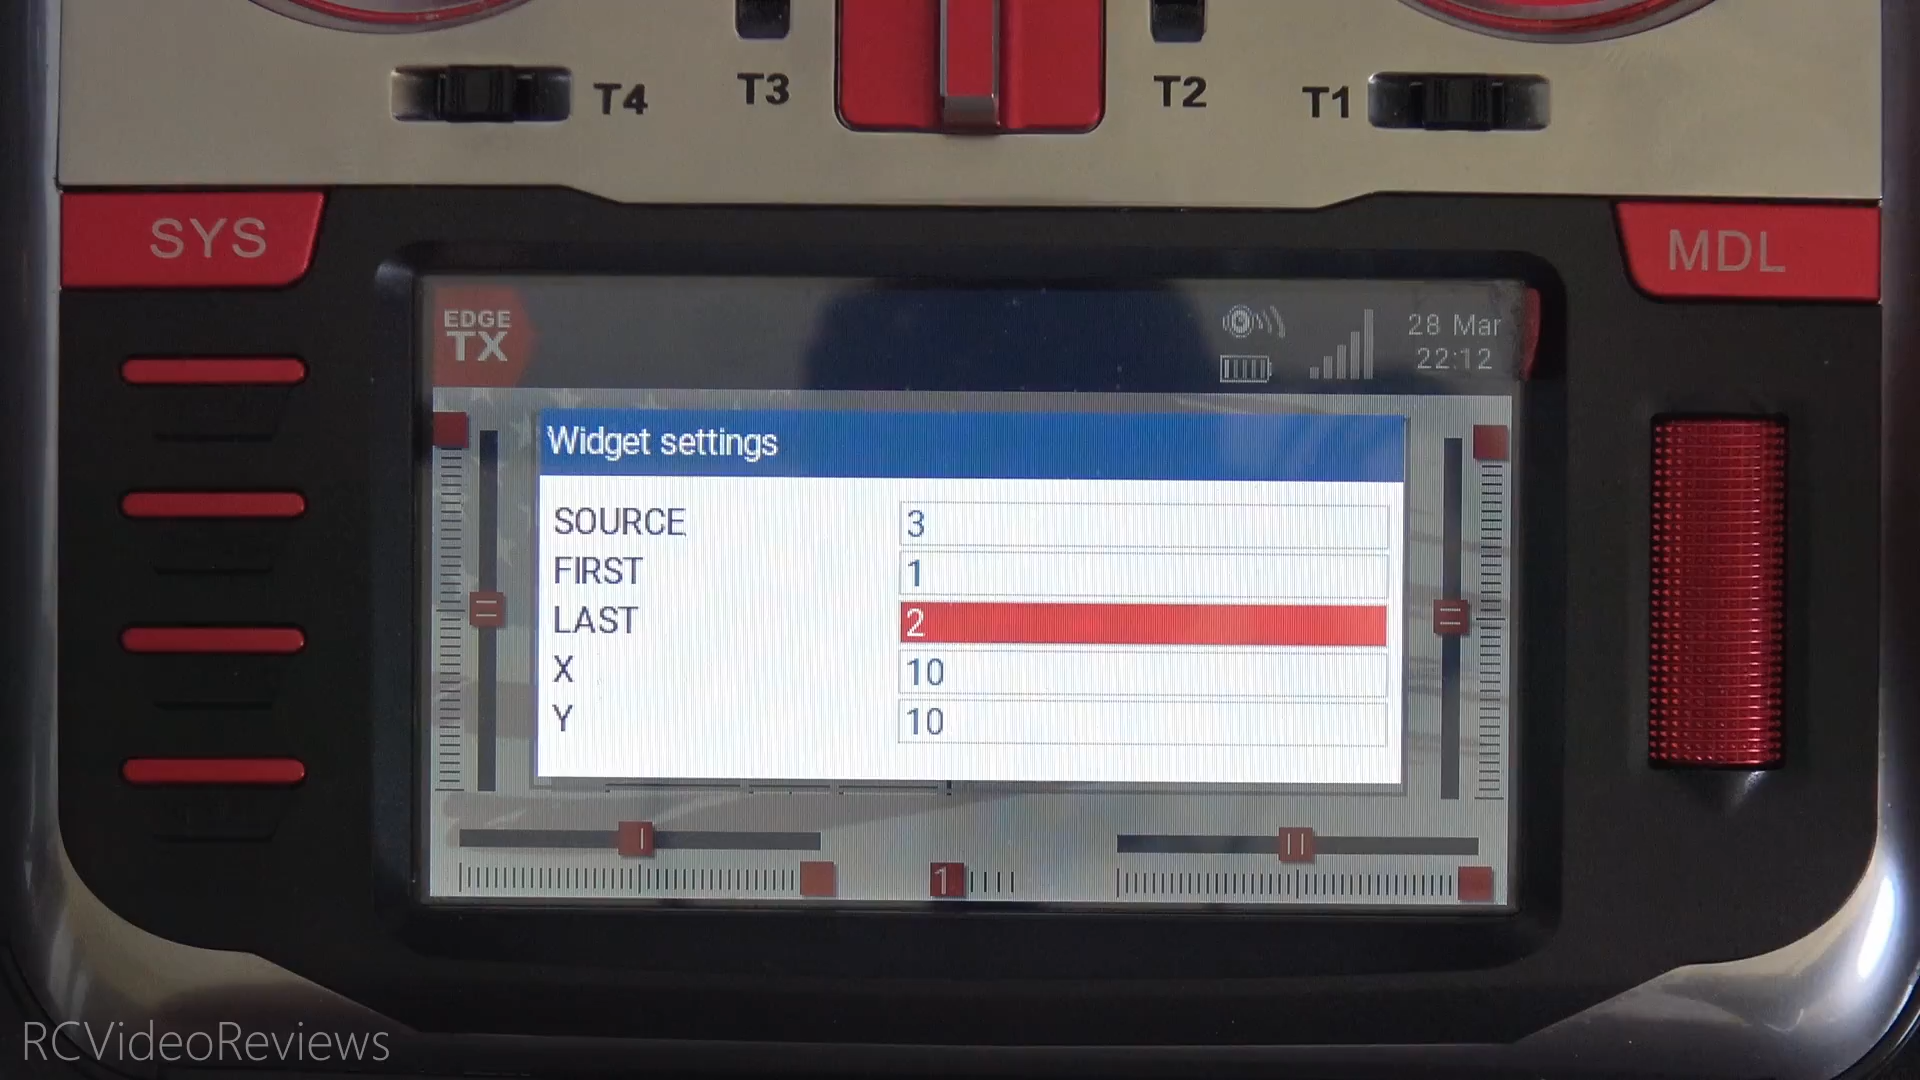 T4
T3
T2
T1
SYS
MDL
EDGE
TX
28 Mar
22:12
Widget settings
SOURCE 3
FIRST 1
LAST 2
X 10
Y 10
1
RCVideoReviews